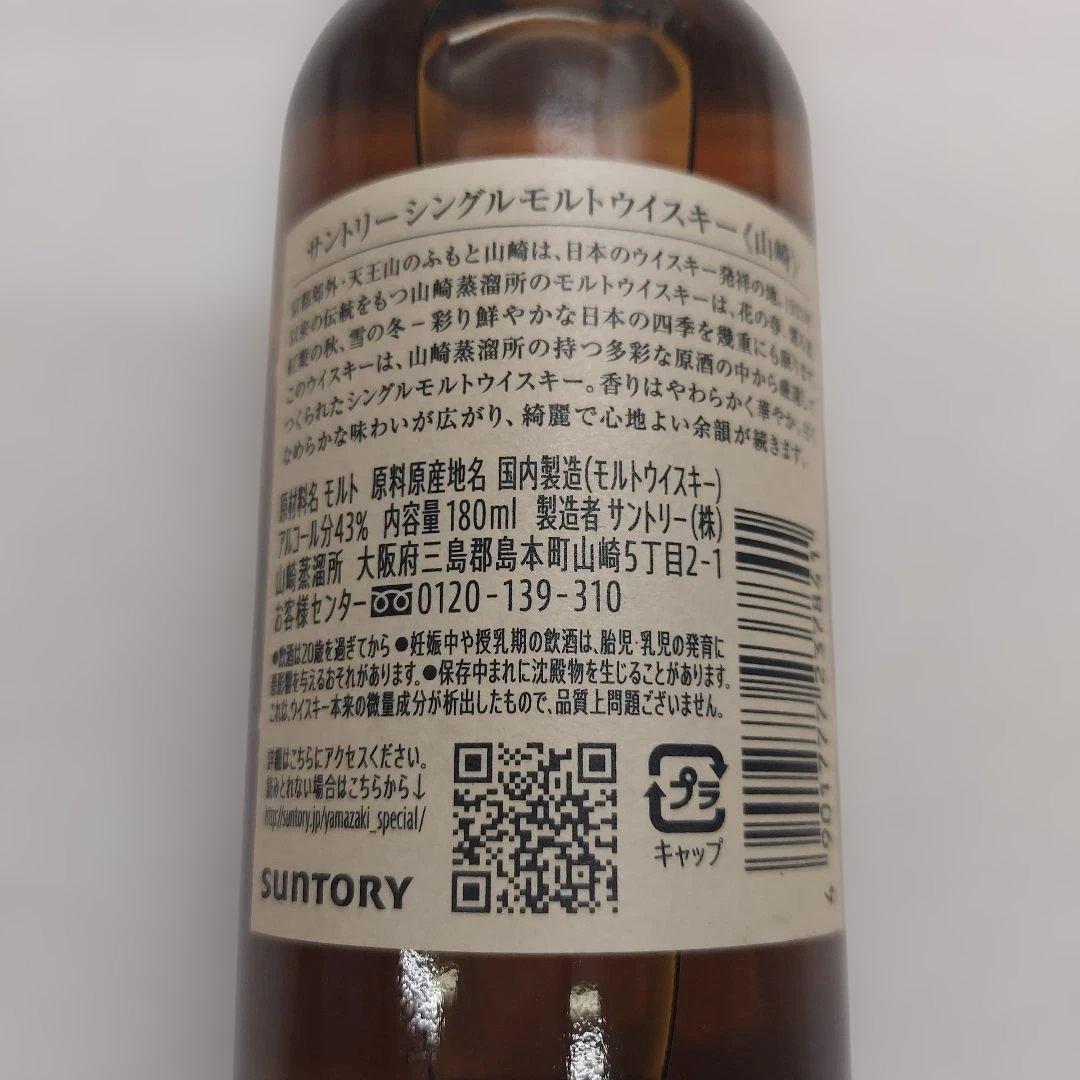 サントリーシングルモルトウイスキー《山崎》
京都郊外・天王山のふもと山崎は、日本のウイスキー発祥の地。
以来の伝統をもつ山崎蒸溜所のモルトウイスキーは、花の春、
紅葉の秋、雪の冬－彩り鮮やかな日本の四季を幾重にも
このウイスキーは、山崎蒸溜所の持つ多彩な原酒の中から厳選して
つくられたシングルモルトウイスキー。香りはやわらかく華やか。
なめらかな味わいが広がり、綺麗で心地よい余韻が続きます。
原材料名 モルト 原料原産地名 国内製造(モルトウイスキー)
アルコール分43% 内容量180ml 製造者 サントリー(株)
山崎蒸溜所 大阪府三島郡島本町山崎5丁目2-1
お客様センター 0120-139-310
●飲酒は20歳を過ぎてから ●妊娠中や授乳期の飲酒は、胎児・乳児の発育に
悪影響を与えるおそれがあります。●保存中まれに沈殿物を生じることがあります。
これは、ウイスキー本来の微量成分が析出したもので、品質上問題ございません。
詳細はこちらにアクセスください。
読みとれない場合はこちらから↓
http://suntory.jp/yamazaki_special/
SUNTORY
プラ
キャップ